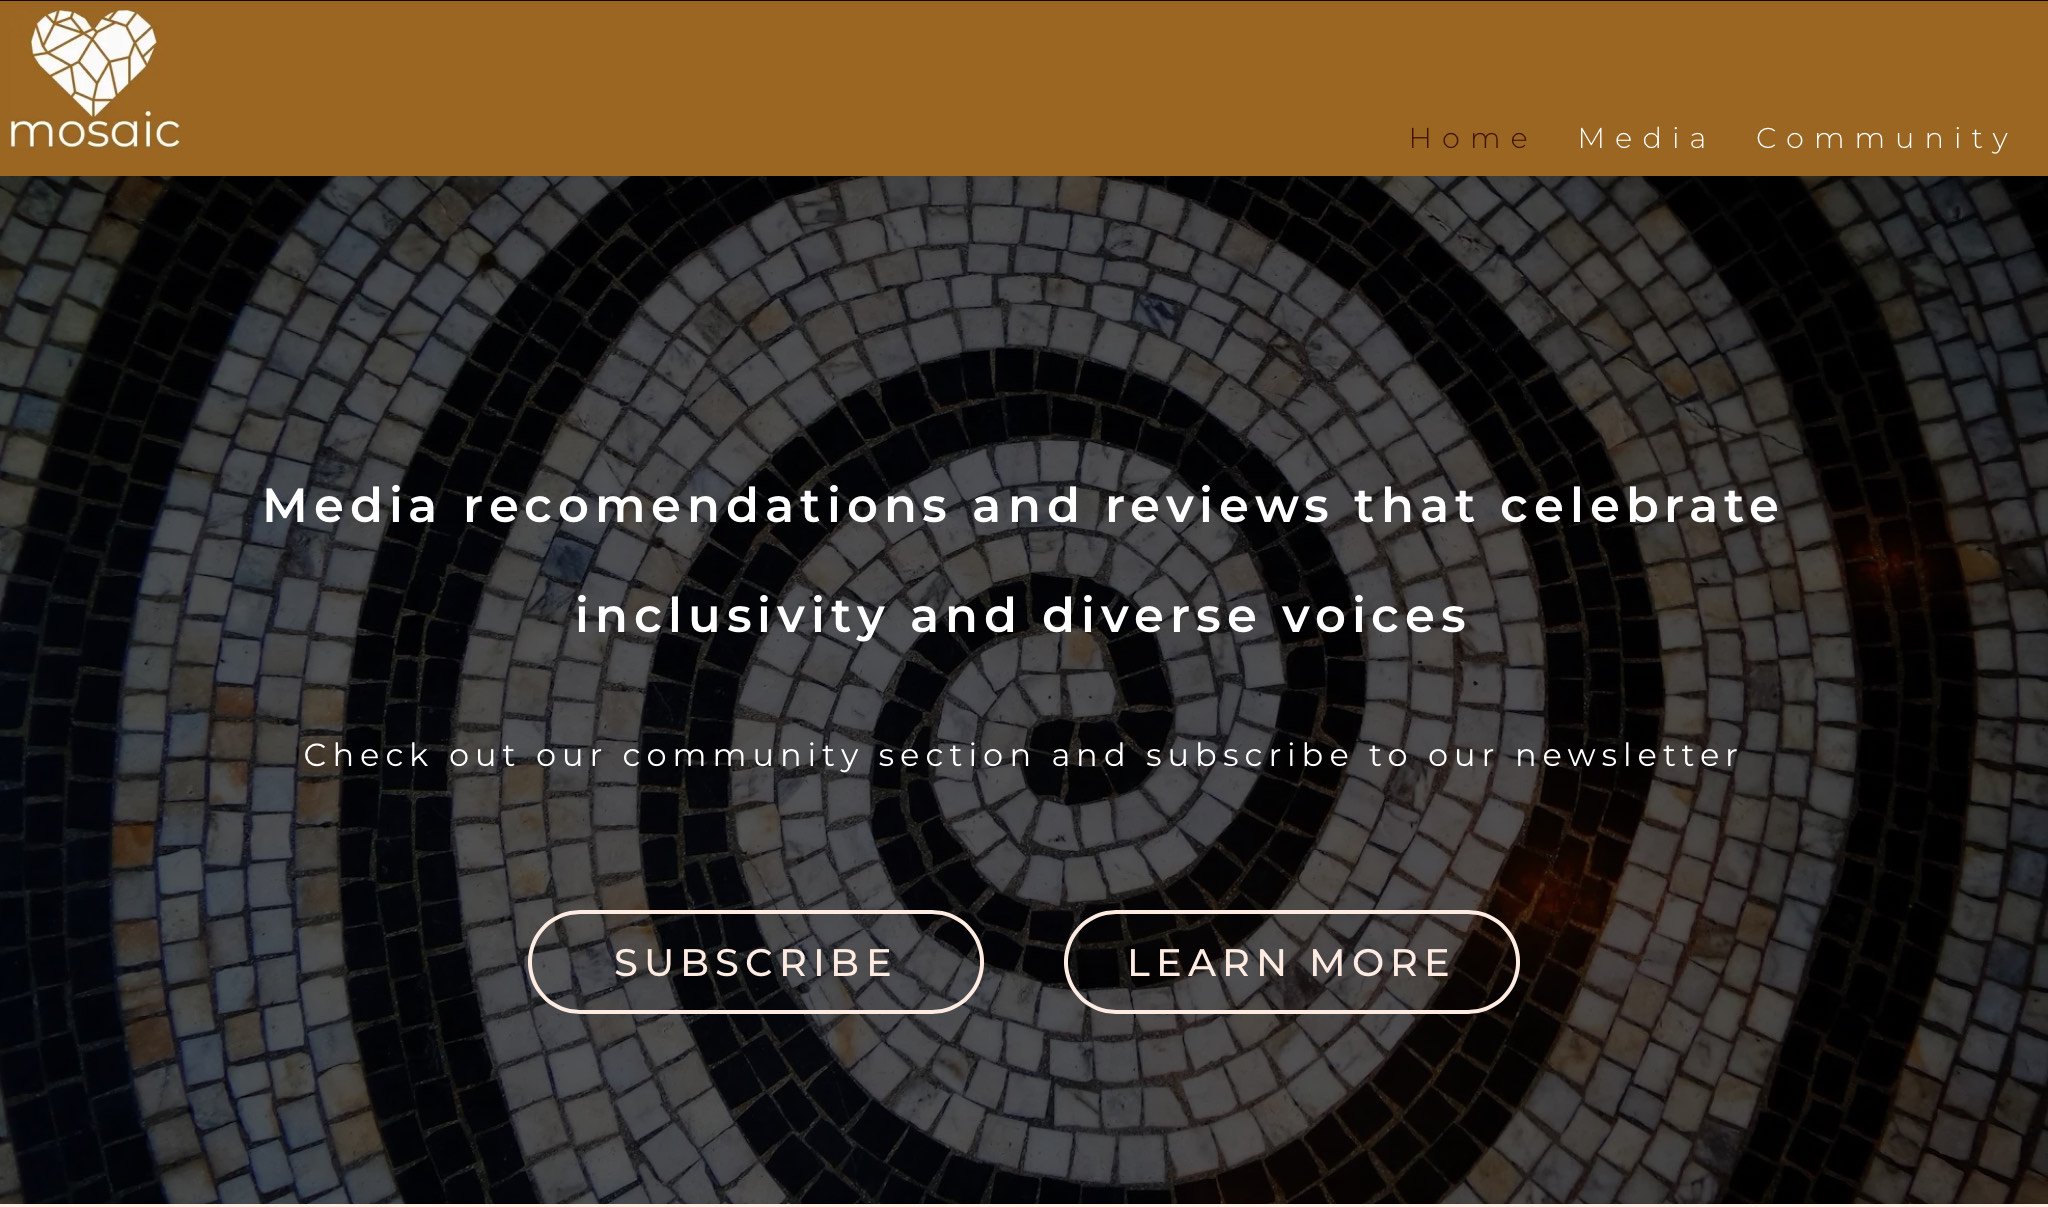 mosaic
Home Media Community
Media recomendations and reviews that celebrate
inclusivity and diverse voices
Check out our community section and subscribe to our newsletter
SUBSCRIBE LEARN MORE